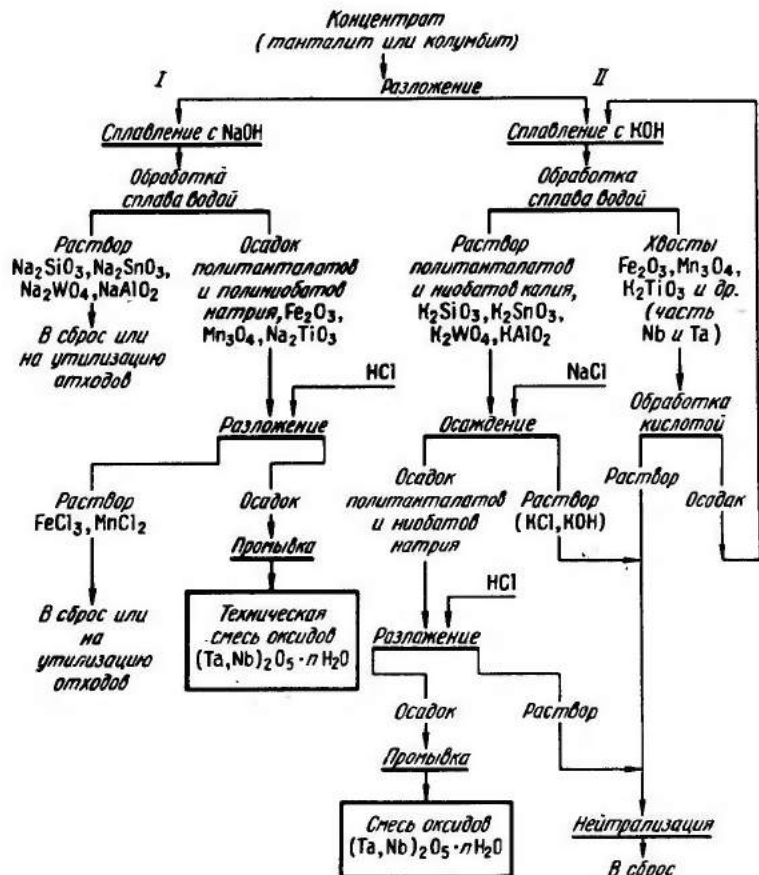 Концентрат
(танталит или колумбит)
I
Разложение
II
Сплавление с NaOH
Сплавление с KOH
Обработка
сплава водой
Обработка
сплава водой
Раствор
Na₂SiO₃, Na₂SnO₃,
Na₂WO₄, NaAlO₂
Осадок
политанталатов
и полиниобатов
натрия, Fe₂O₃,
Mn₃O₄, Na₂TiO₃
Раствор
политанталатов
и ниобатов калия,
K₂SiO₃, K₂SnO₃,
K₂WO₄, KAlO₂
Хвосты
Fe₂O₃, Mn₃O₄,
K₂TiO₃ и др.
(часть
Nb и Ta)
В сброс или
на утилизацию
отходов
HCl
NaCl
Разложение
Осаждение
Обработка
кислотой
Раствор
FeCl₃, MnCl₂
Осадок
Осадок
политанталатов
и ниобатов
натрия
Раствор
(KCl, KOH)
Раствор
Осадак
Промывка
В сброс или
на
утилизацию
отходов
Техническая
смесь оксидов
(Ta,Nb)₂O₅·nH₂O
HCl
Разложение
Осадок
Раствор
Промывка
Смесь оксидов
(Ta,Nb)₂O₅·nH₂O
Нейтрализация
В сброс